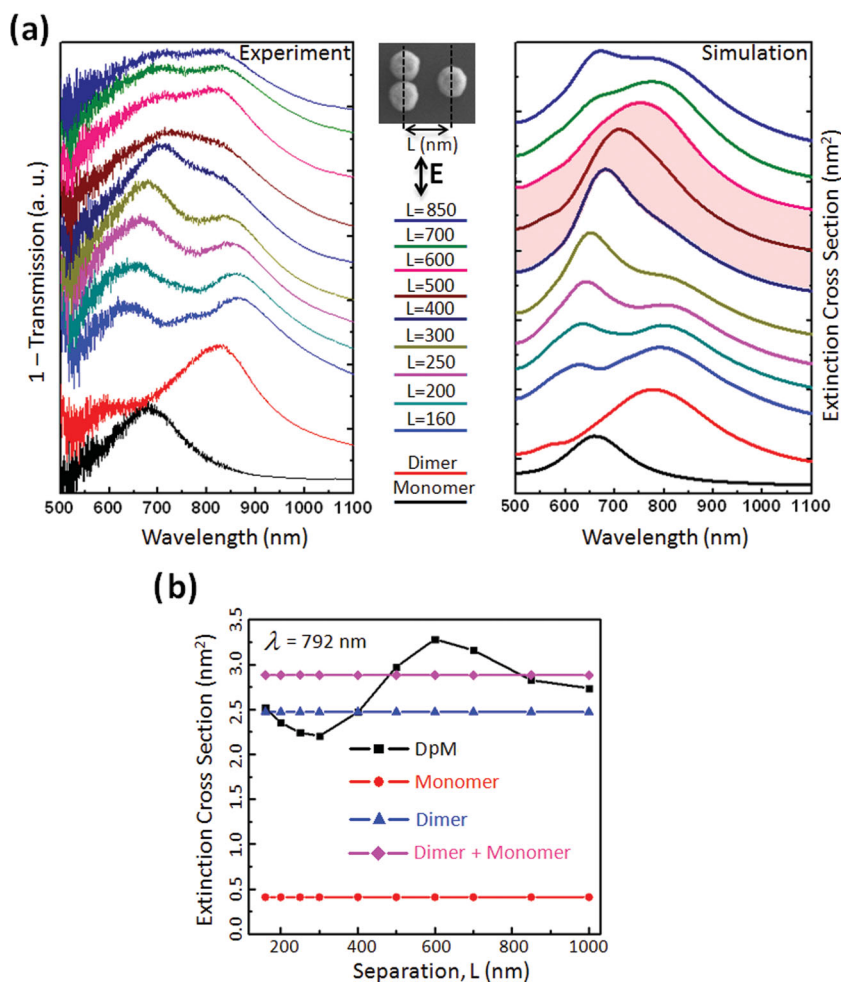 (a)
Experiment
1 – Transmission (a. u.)
500 600 700 800 900 1000 1100
Wavelength (nm)
L (nm)
E
L=850
L=700
L=600
L=500
L=400
L=300
L=250
L=200
L=160
Dimer
Monomer
Simulation
Extinction Cross Section (nm²)
500 600 700 800 900 1000 1100
Wavelength (nm)
(b)
λ = 792 nm
Extinction Cross Section (nm²)
3.5
3.0
2.5
2.0
1.5
1.0
0.5
0.0
DpM
Monomer
Dimer
Dimer + Monomer
200 400 600 800 1000
Separation, L (nm)